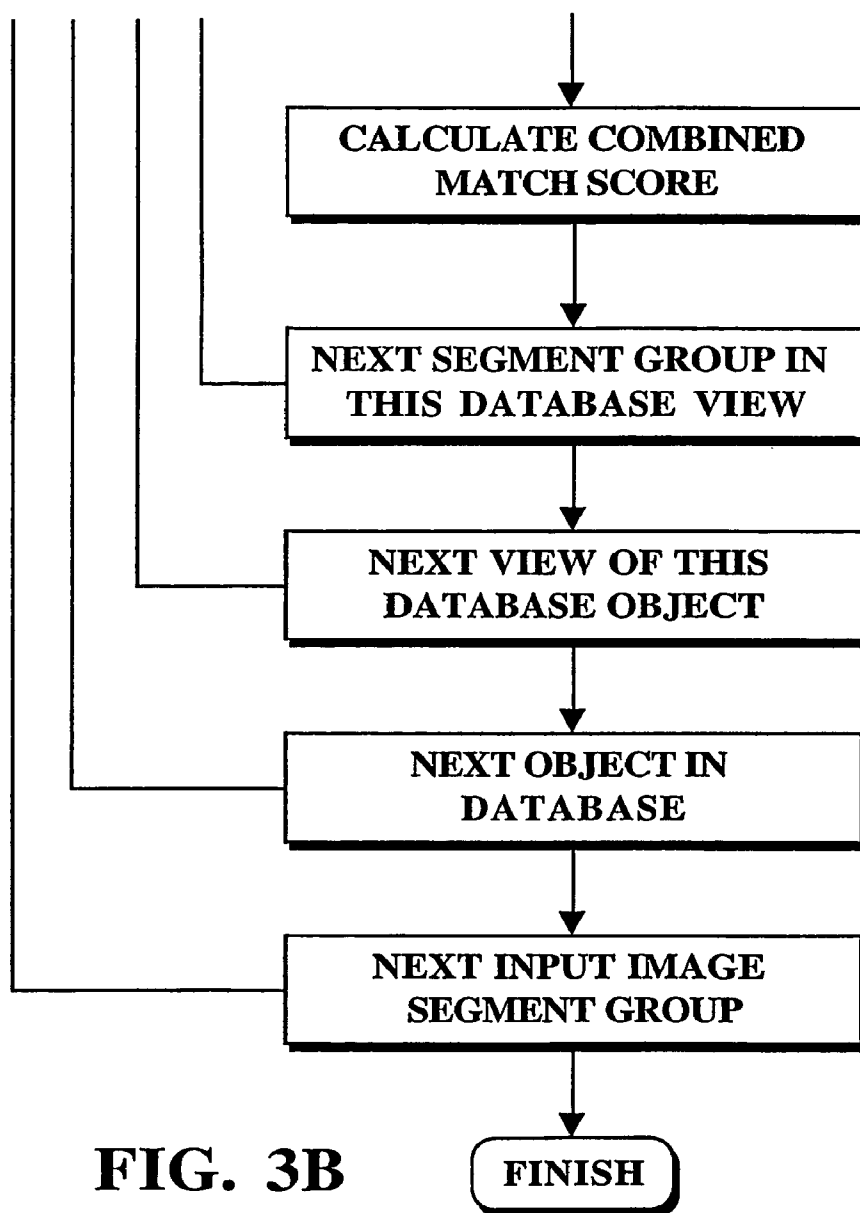 CALCULATE COMBINED
MATCH SCORE
NEXT SEGMENT GROUP IN
THIS DATABASE VIEW
NEXT VIEW OF THIS
DATABASE OBJECT
NEXT OBJECT IN
DATABASE
NEXT INPUT IMAGE
SEGMENT GROUP
FINISH
FIG. 3B